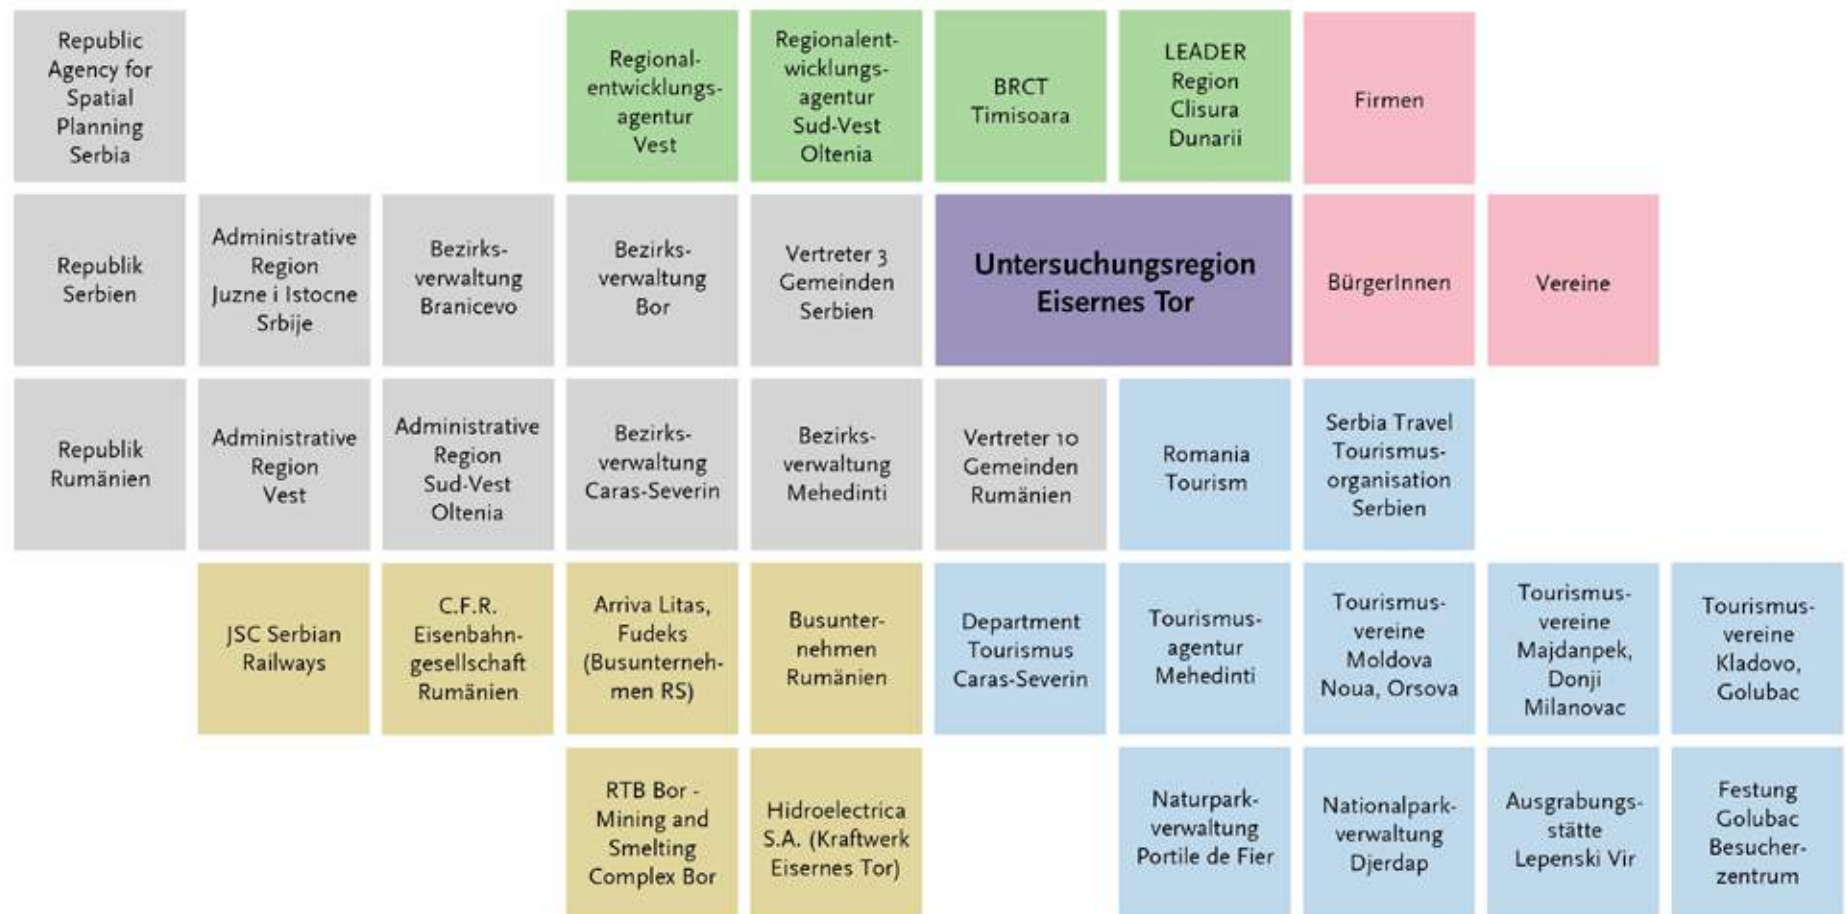 Republic
Agency for
Spatial
Planning
Serbia
Regional-
entwicklungs-
agentur
Vest
Regionalent-
wicklungs-
agentur
Sud-Vest
Oltenia
BRCT
Timisoara
LEADER
Region
Clisura
Dunarii
Firmen
Republik
Serbien
Administrative
Region
Juzne i Istocne
Srbije
Bezirks-
verwaltung
Branicevo
Bezirks-
verwaltung
Bor
Vertreter 3
Gemeinden
Serbien
Untersuchungsregion
Eisernes Tor
BürgerInnen
Vereine
Republik
Rumänien
Administrative
Region
Vest
Administrative
Region
Sud-Vest
Oltenia
Bezirks-
verwaltung
Caras-Severin
Bezirks-
verwaltung
Mehedinti
Vertreter 10
Gemeinden
Rumänien
Romania
Tourism
Serbia Travel
Tourismus-
organisation
Serbien
JSC Serbian
Railways
C.F.R.
Eisenbahn-
gesellschaft
Rumänien
Arriva Litas,
Fudeks
(Busunterneh-
men RS)
Busunter-
nehmen
Rumänien
Department
Tourismus
Caras-Severin
Tourismus-
agentur
Mehedinti
Tourismus-
vereine
Moldova
Noua, Orsova
Tourismus-
vereine
Majdanpek,
Donji
Milanovac
Tourismus-
vereine
Kladovo,
Golubac
RTB Bor -
Mining and
Smelting
Complex Bor
Hidroelectrica
S.A. (Kraftwerk
Eisernes Tor)
Naturpark-
verwaltung
Portile de Fier
Nationalpark-
verwaltung
Djerdap
Ausgrabungs-
stätte
Lepenski Vir
Festung
Golubac
Besucher-
zentrum